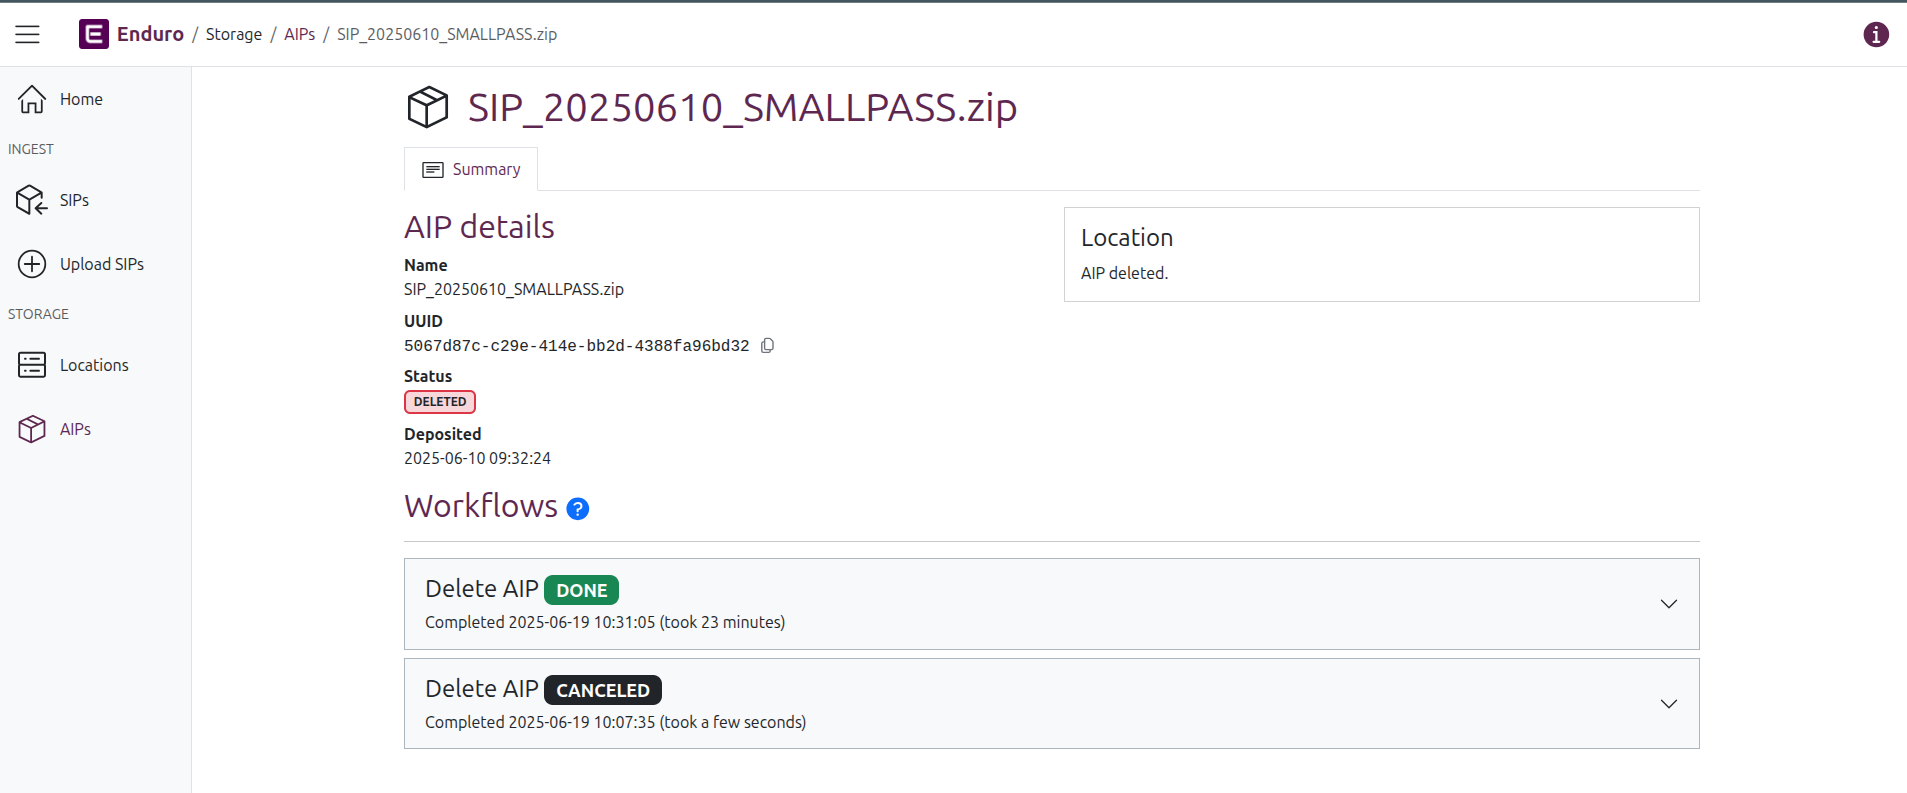 Enduro / Storage / AIPs / SIP_20250610_SMALLPASS.zip
Home
INGEST
SIPs
Upload SIPs
STORAGE
Locations
AIPs
SIP_20250610_SMALLPASS.zip
Summary
AIP details
Name
SIP_20250610_SMALLPASS.zip
UUID
5067d87c-c29e-414e-bb2d-4388fa96bd32
Status
DELETED
Deposited
2025-06-10 09:32:24
Location
AIP deleted.
Workflows ?
Delete AIP DONE
Completed 2025-06-19 10:31:05 (took 23 minutes)
Delete AIP CANCELED
Completed 2025-06-19 10:07:35 (took a few seconds)